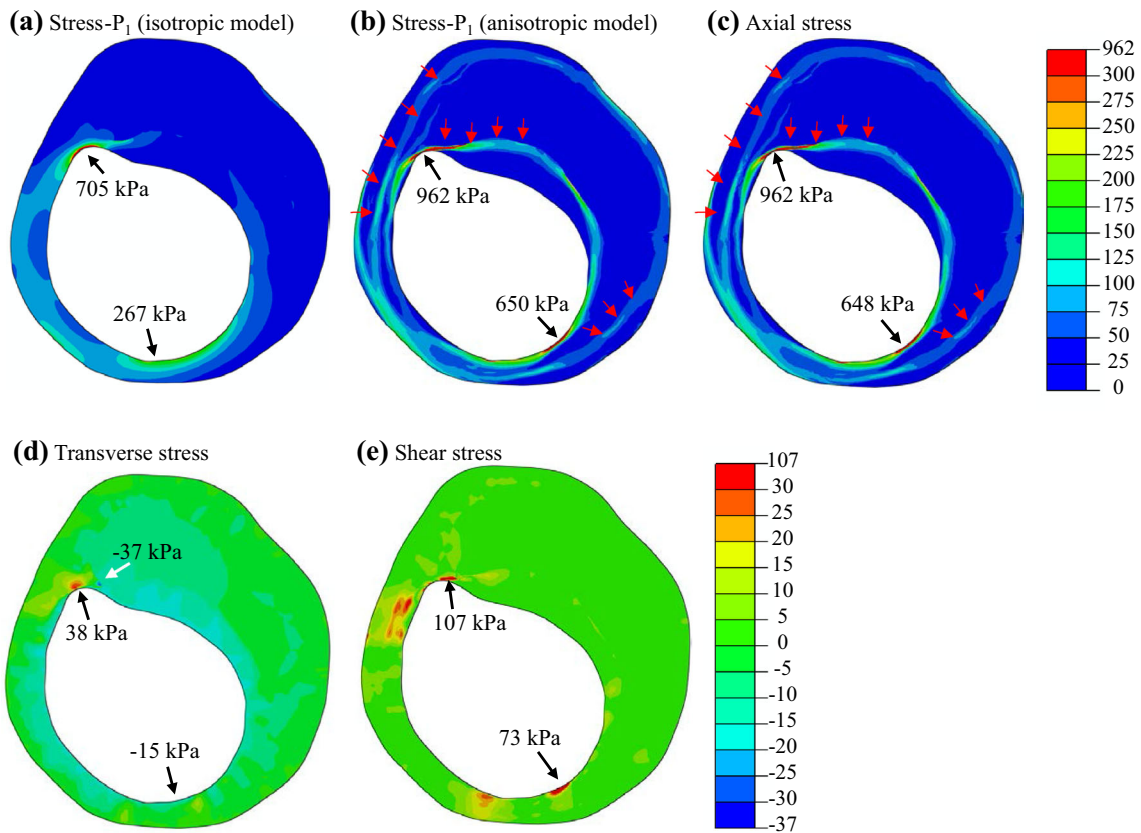 (a) Stress-P1 (isotropic model)
(b) Stress-P1 (anisotropic model)
(c) Axial stress
705 kPa
267 kPa
962 kPa
650 kPa
962 kPa
648 kPa
962
300
275
250
225
200
175
150
125
100
75
50
25
0
(d) Transverse stress
(e) Shear stress
-37 kPa
38 kPa
-15 kPa
107 kPa
73 kPa
107
30
25
20
15
10
5
0
-5
-10
-15
-20
-25
-30
-37